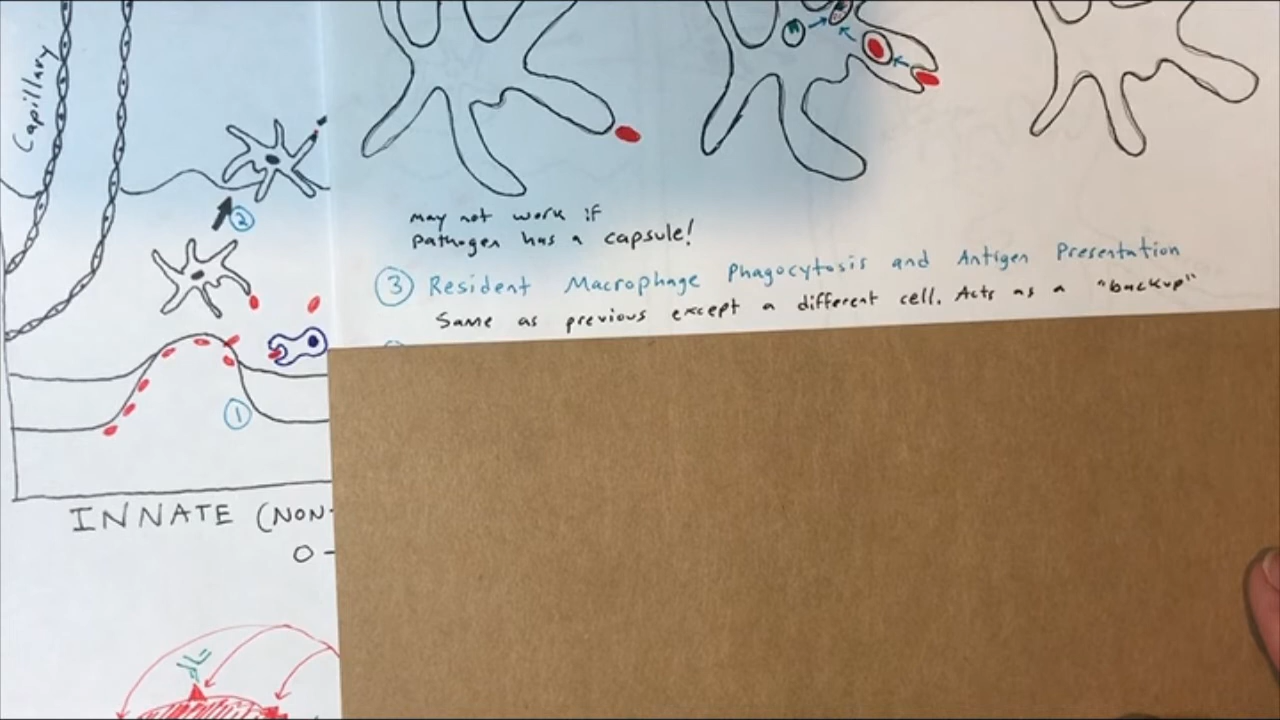 Capillary
②
①
INNATE (NON-
0 -
may not work if
pathogen has a capsule!
③ Resident Macrophage Phagocytosis and Antigen Presentation
Same as previous except a different cell. Acts as a "backup"